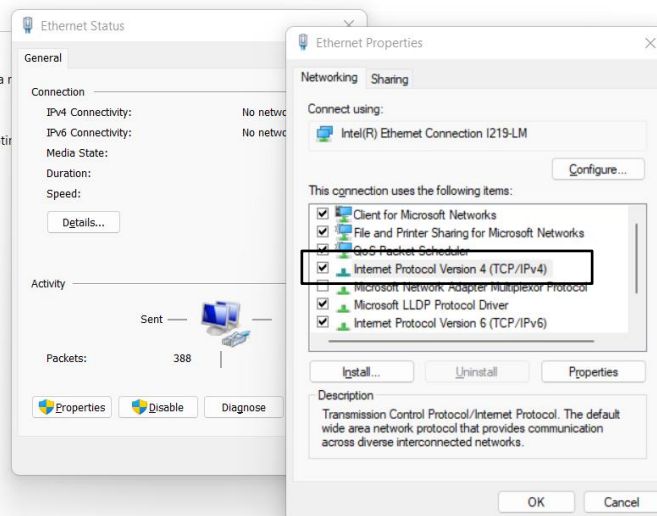 Ethernet Status
General
Connection
IPv4 Connectivity: No netwo
IPv6 Connectivity: No netwo
Media State:
Duration:
Speed:
Details...
Activity
Sent
Packets: 388
Properties Disable Diagnose
Ethernet Properties
Networking Sharing
Connect using:
Intel(R) Ethernet Connection I219-LM
Configure...
This connection uses the following items:
Client for Microsoft Networks
File and Printer Sharing for Microsoft Networks
QoS Packet Scheduler
Internet Protocol Version 4 (TCP/IPv4)
Microsoft Network Adapter Multiplexor Protocol
Microsoft LLDP Protocol Driver
Internet Protocol Version 6 (TCP/IPv6)
Install... Uninstall Properties
Description
Transmission Control Protocol/Internet Protocol. The default
wide area network protocol that provides communication
across diverse interconnected networks.
OK Cancel